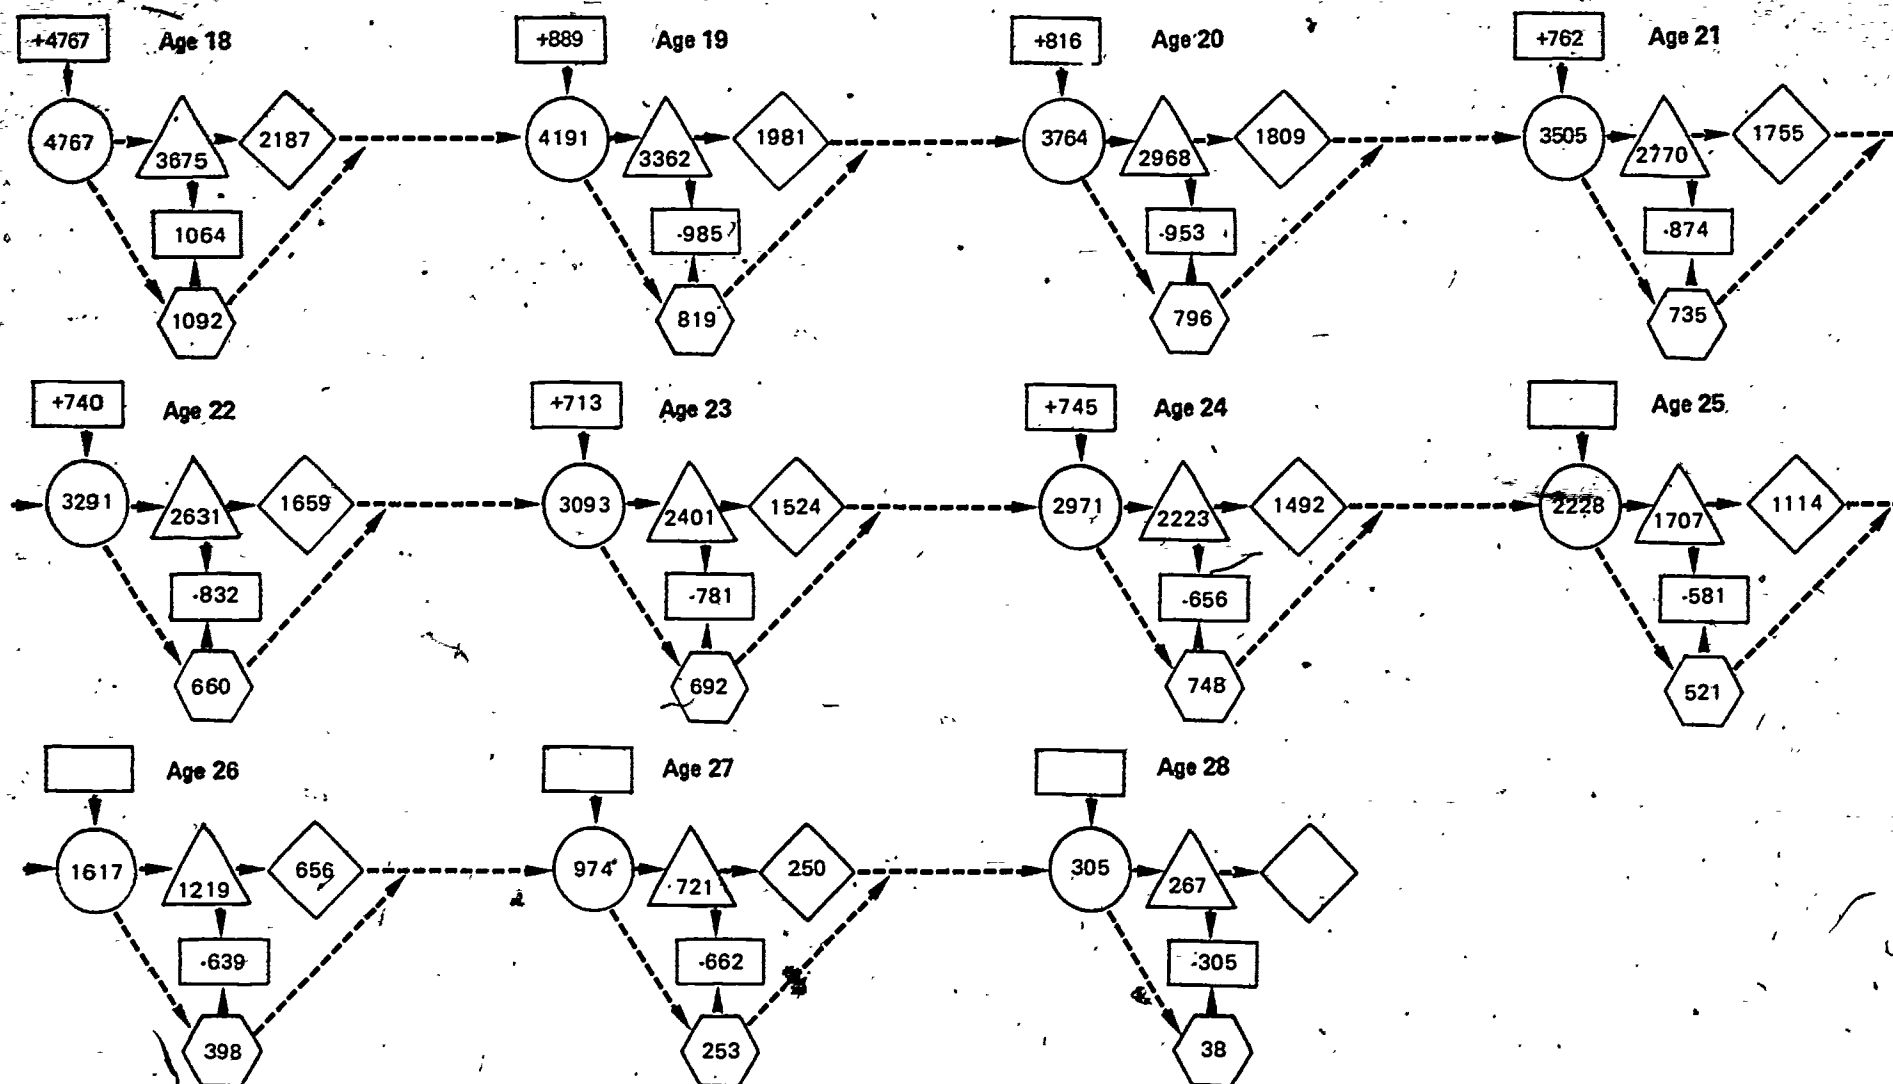 +4767 Age 18 +889 Age 19 +816 Age 20 +762 Age 21
4767 3675 2187 4191 3362 1981 3764 2968 1809 3505 2770 1755
1064 -985 -953 -874
1092 819 796 735
+740 Age 22 +713 Age 23 +745 Age 24 Age 25
3291 2631 1659 3093 2401 1524 2971 2223 1492 2228 1707 1114
-832 -781 -656 -581
660 692 748 521
Age 26 Age 27 Age 28
1617 1219 656 974 721 250 305 267
-639 -662 -305
398 253 38